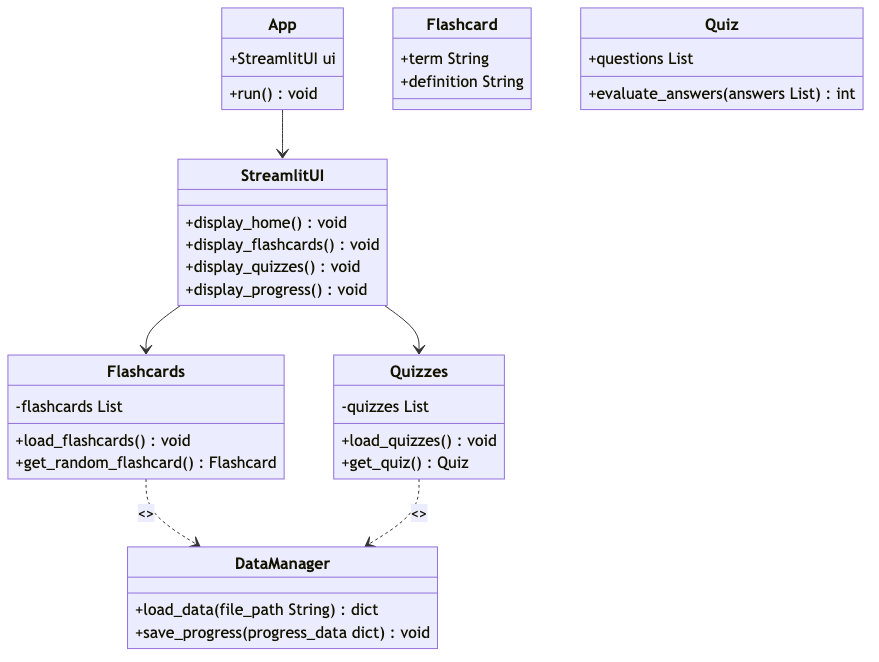 App
+StreamlitUI ui
+run() : void
Flashcard
+term String
+definition String
Quiz
+questions List
+evaluate_answers(answers List) : int
StreamlitUI
+display_home() : void
+display_flashcards() : void
+display_quizzes() : void
+display_progress() : void
Flashcards
-flashcards List
+load_flashcards() : void
+get_random_flashcard() : Flashcard
Quizzes
-quizzes List
+load_quizzes() : void
+get_quiz() : Quiz
<>
<>
DataManager
+load_data(file_path String) : dict
+save_progress(progress_data dict) : void